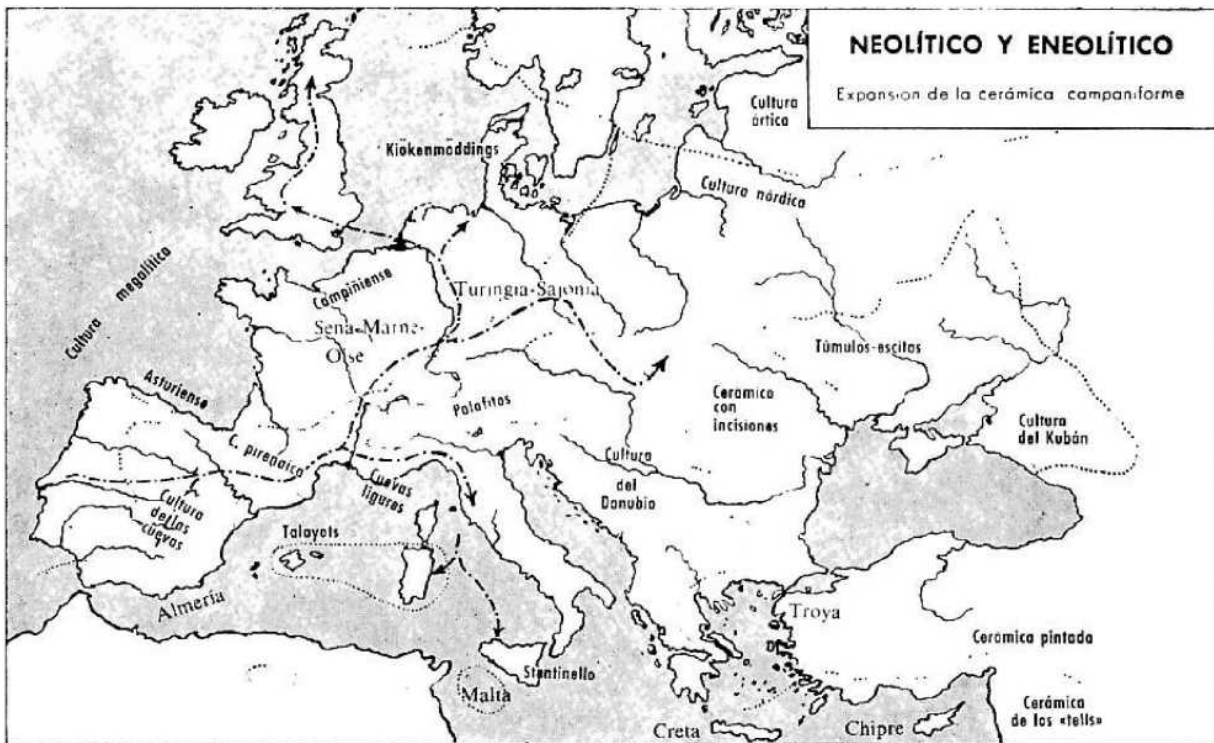 NEOLÍTICO Y ENEOLÍTICO
Expansion de la cerámica campaniforme
Cultura
ártica
Kiökenmöddings
Cultura nórdica
Cultura megalítica
Campiniense
Turingia-Sajonia
Sena-Marne-
Oise
Túmulos-escitas
Asturiense
Palafitos
Cerámica
con
incisiones
Cultura
del Kubán
C. pirenaica
Cuevas
ligures
Cultura
del
Danubio
Cultura
de las
cuevas
Talayots
Almería
Troya
Cerámica pintada
Stentinello
Malta
Creta
Chipre
Cerámica
de los «tells»